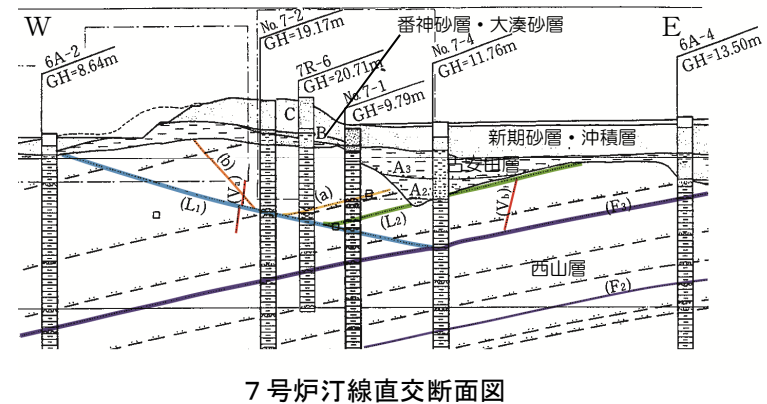 W
E
6A-2
GH=8.64m
No.7-2
GH=19.17m
7R-6
GH=20.71m
No.7-1
GH=9.79m
No.7-4
GH=11.76m
6A-4
GH=13.50m
番神砂層・大湊砂層
新期砂層・沖積層
古安田層
西山層
C
B
A3
A2
(b)
(a)
(L1)
(L2)
(F3)
(F2)
7号炉汀線直交断面図